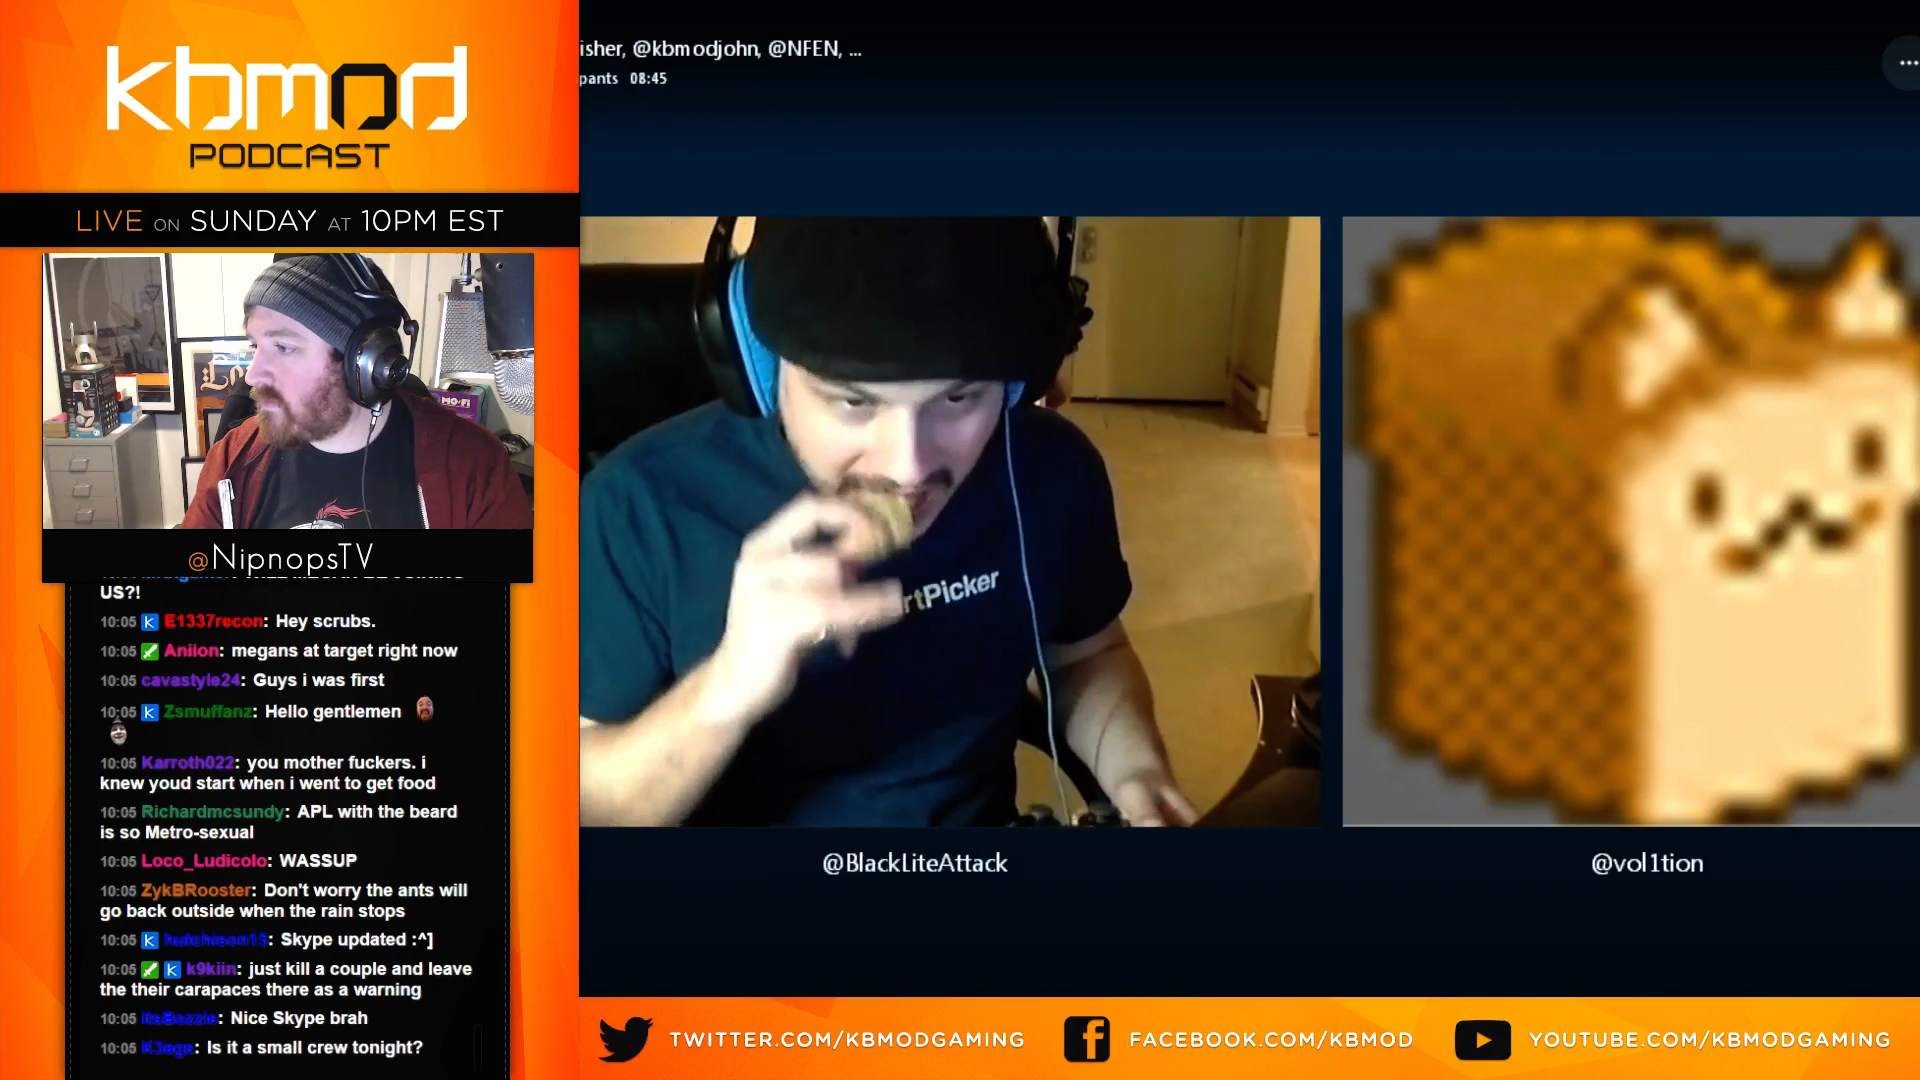 kbmod
PODCAST
LIVE ON SUNDAY AT 10PM EST
@NipnopsTV
US?!
10:05 E1337recon: Hey scrubs.
10:05 Aniion: megans at target right now
10:05 cavastyle24: Guys i was first
10:05 Zsmuffanz: Hello gentlemen
10:05 Karroth022: you mother fuckers. i
knew youd start when i went to get food
10:05 Richardmcsundy: APL with the beard
is so Metro-sexual
10:05 Loco_Ludicolo: WASSUP
10:05 ZykBRooster: Don't worry the ants will
go back outside when the rain stops
10:05 hutchison15: Skype updated :^]
10:05 k9kiin: just kill a couple and leave
the their carapaces there as a warning
10:05 itsBozzie: Nice Skype brah
10:05 Is it a small crew tonight?
isher, @kbmodjohn, @NFEN, ...
pants 08:45
rtPicker
MO-FI
@BlackLiteAttack
@vol1tion
TWITTER.COM/KBMODGAMING
FACEBOOK.COM/KBMOD
YOUTUBE.COM/KBMODGAMING